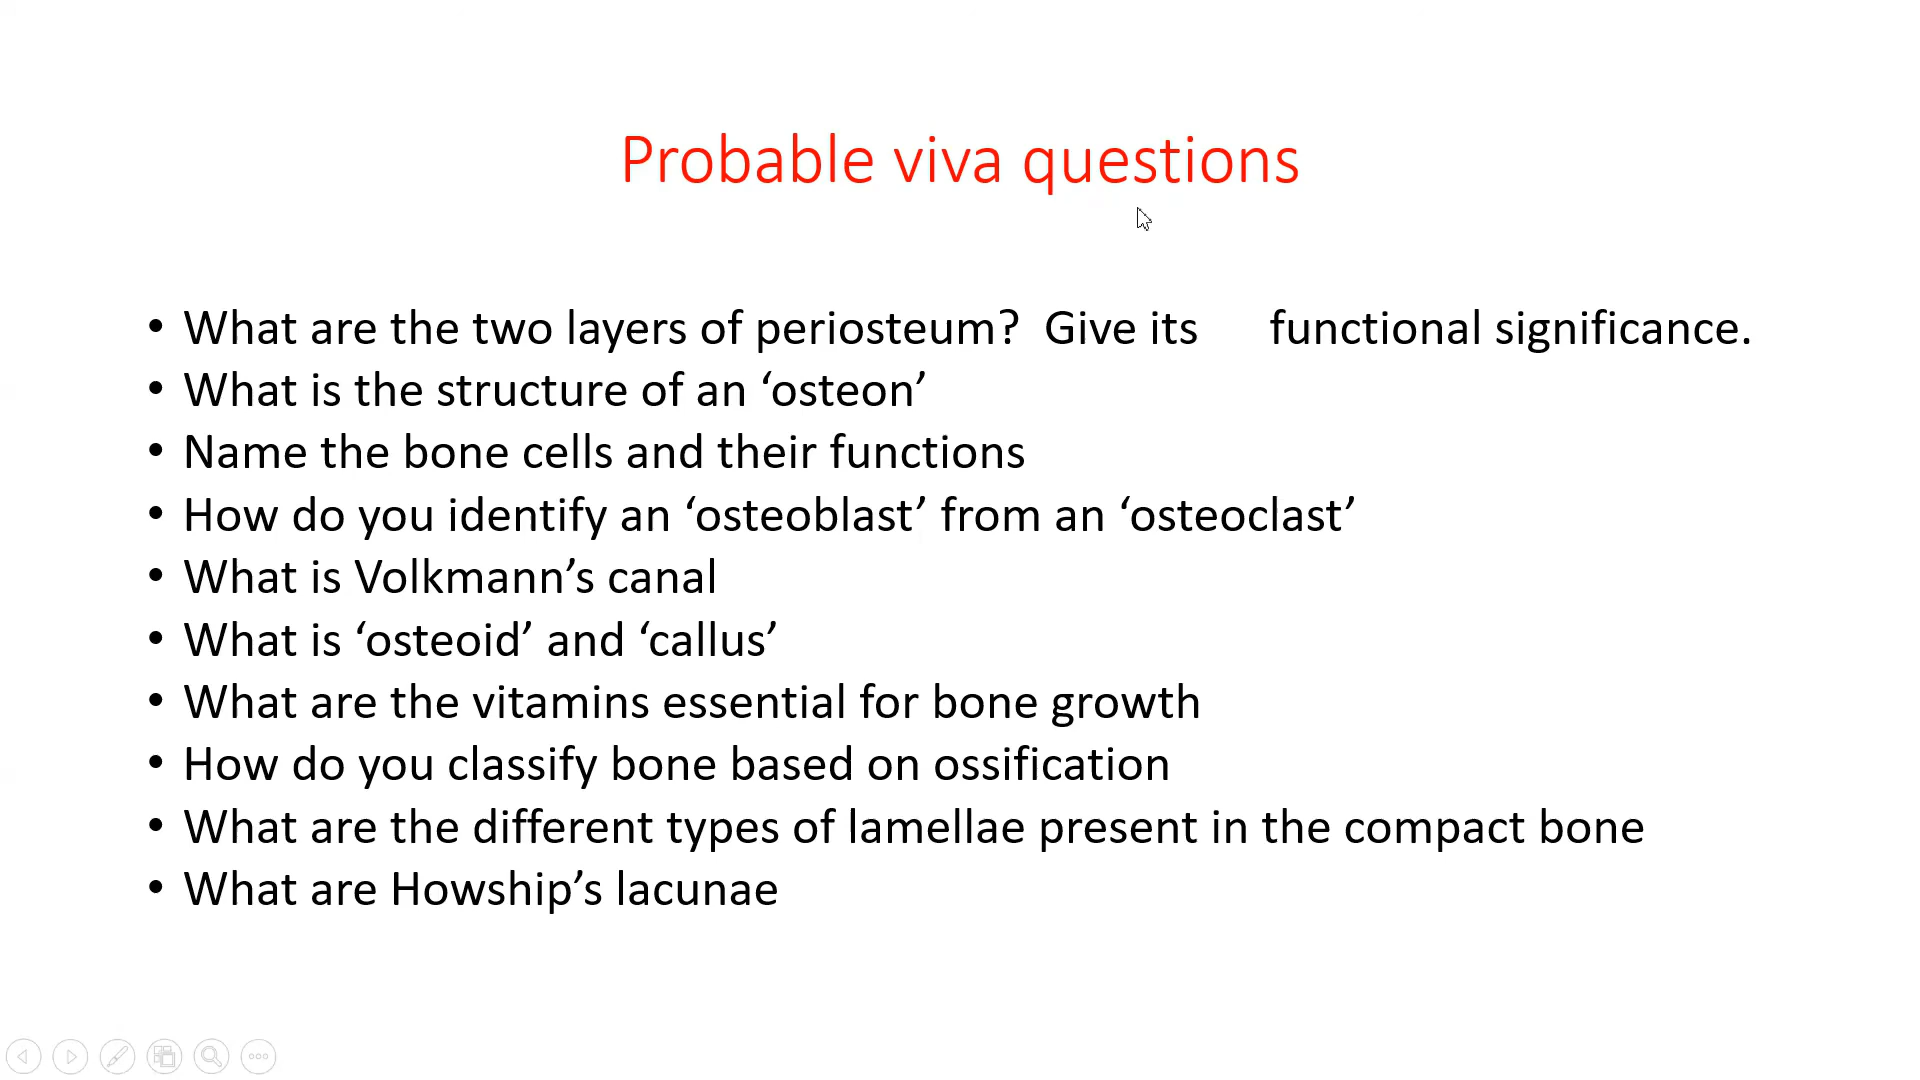 Probable viva questions
• What are the two layers of periosteum? Give its functional significance.
• What is the structure of an ‘osteon’
• Name the bone cells and their functions
• How do you identify an ‘osteoblast’ from an ‘osteoclast’
• What is Volkmann’s canal
• What is ‘osteoid’ and ‘callus’
• What are the vitamins essential for bone growth
• How do you classify bone based on ossification
• What are the different types of lamellae present in the compact bone
• What are Howship’s lacunae